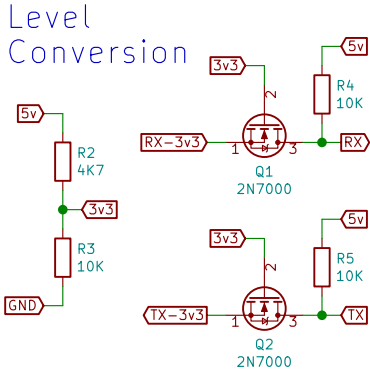 Level
Conversion
5v
R2
4K7
3v3
R3
10K
GND
3v3
5v
2
R4
10K
RX-3v3
1
3
RX
Q1
2N7000
3v3
5v
2
R5
10K
TX-3v3
1
3
TX
Q2
2N7000